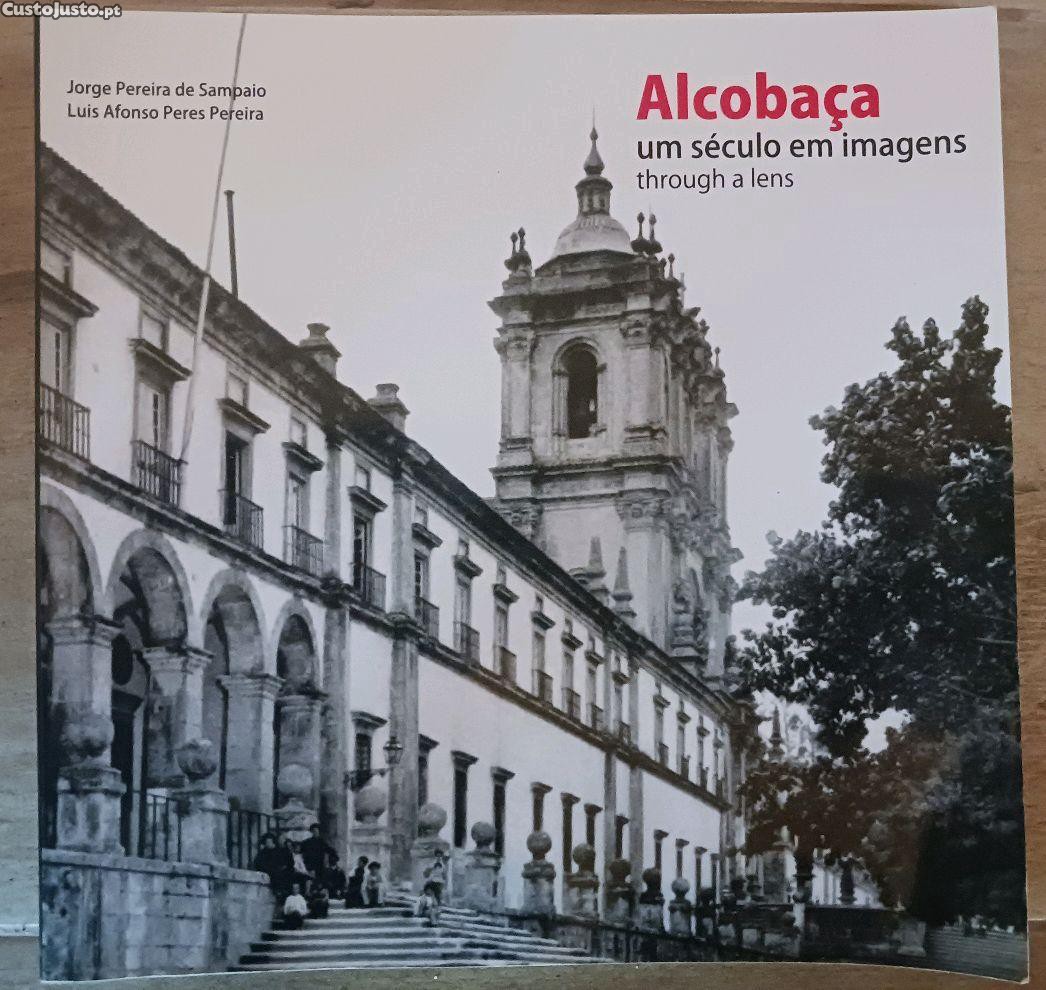 CustoJusto.pt
Jorge Pereira de Sampaio
Luis Afonso Peres Pereira
Alcobaça
um século em imagens
through a lens